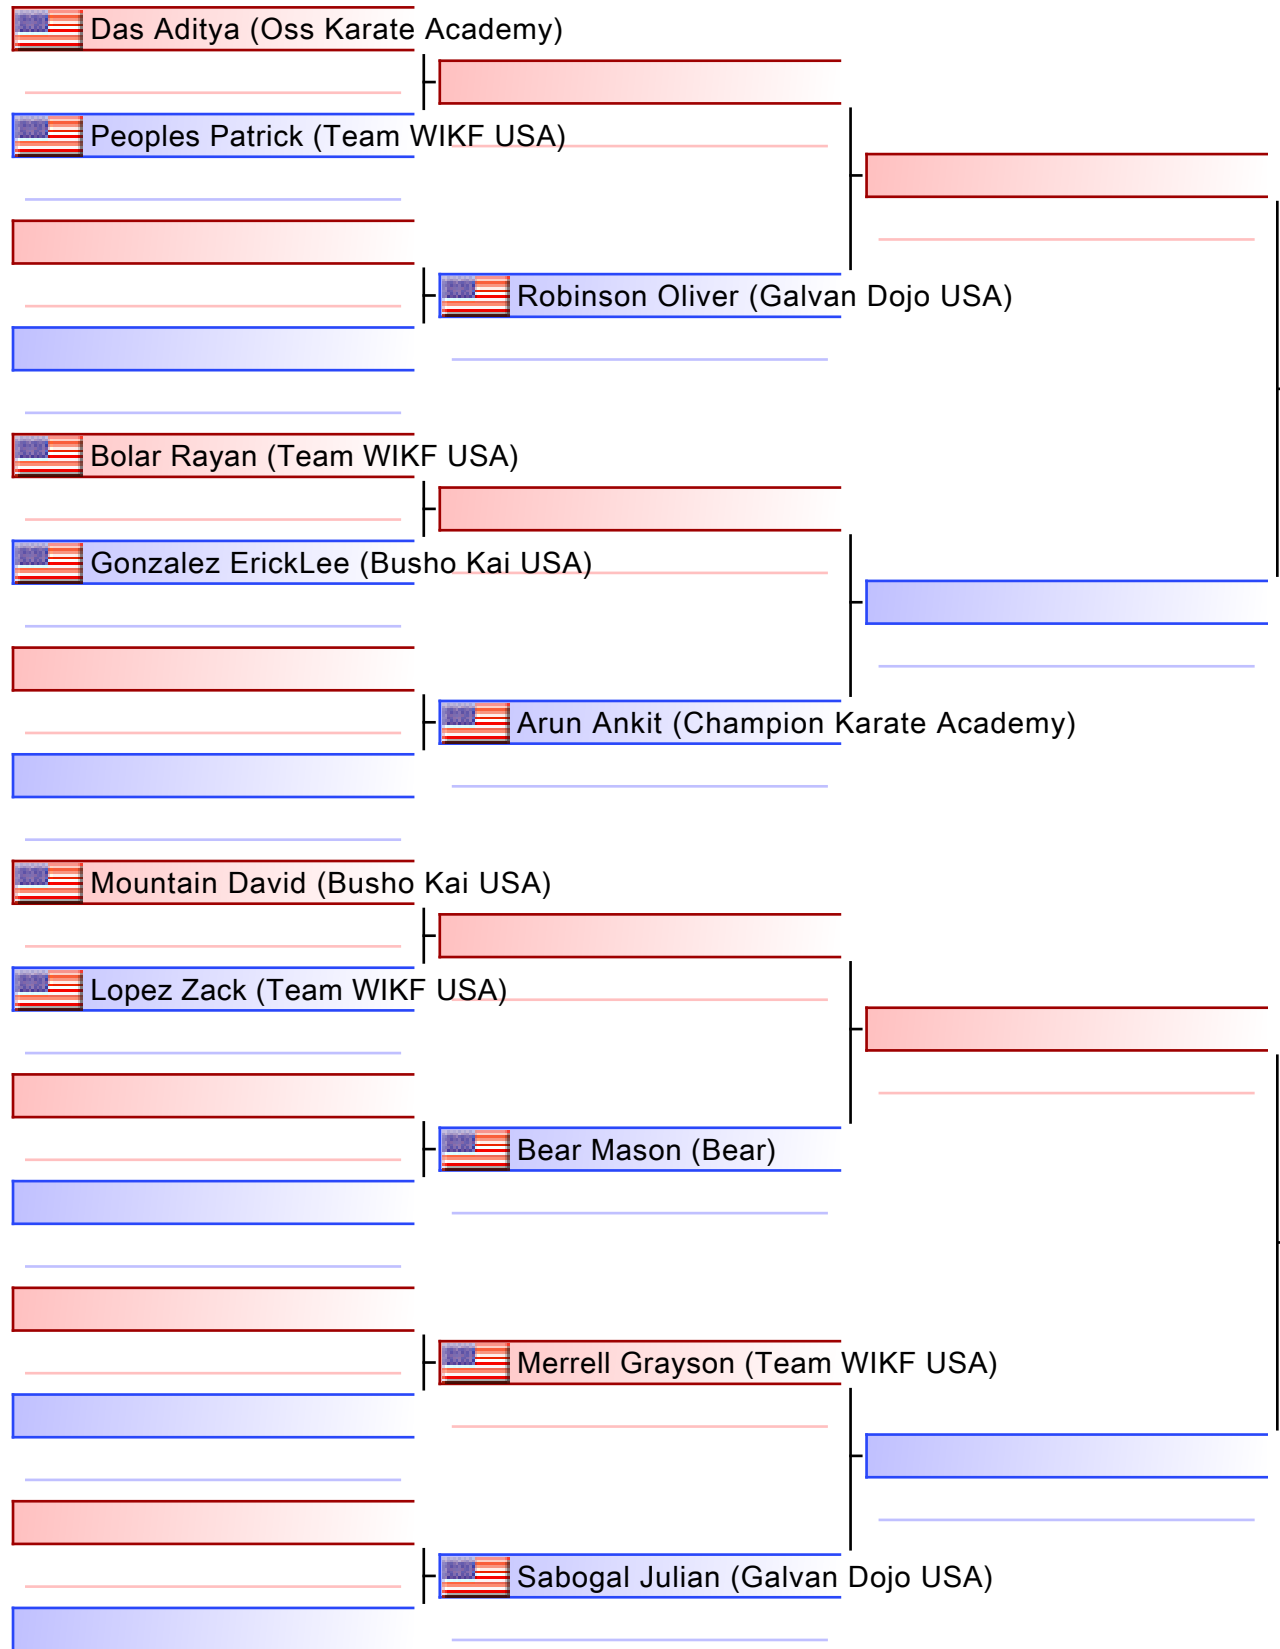 Das Aditya (Oss Karate Academy)
Peoples Patrick (Team WIKF USA)
Robinson Oliver (Galvan Dojo USA)
Bolar Rayan (Team WIKF USA)
Gonzalez ErickLee (Busho Kai USA)
Arun Ankit (Champion Karate Academy)
Mountain David (Busho Kai USA)
Lopez Zack (Team WIKF USA)
Bear Mason (Bear)
Merrell Grayson (Team WIKF USA)
Sabogal Julian (Galvan Dojo USA)